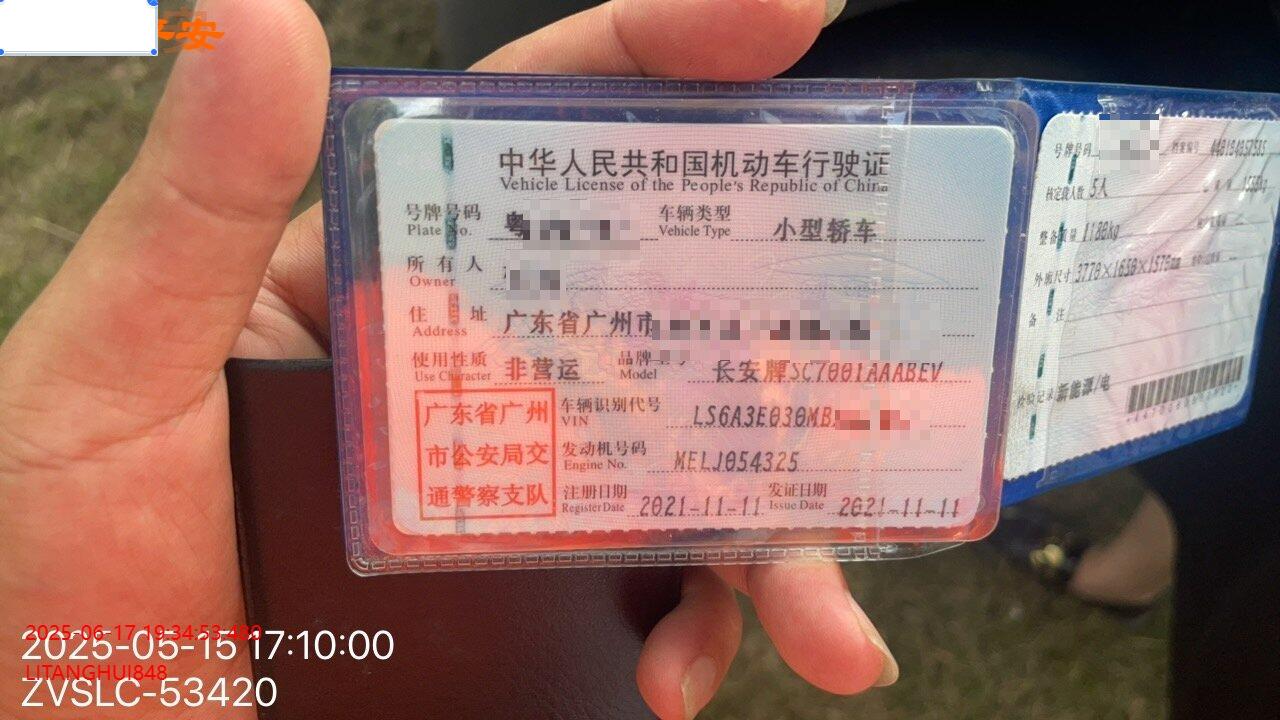 安
中华人民共和国机动车行驶证
Vehicle License of the People's Republic of China
号牌号码 粤 车辆类型 小型轿车
Plate No. Vehicle Type
所有人
Owner
住址 广东省广州市
Address
使用性质 非营运 品牌型号 长安牌SC7001AAABEV
Use Character Model
广东省广州
市公安局交
通警察支队
车辆识别代号 LS6A3E030MB
VIN
发动机号码 MELJ054325
Engine No.
注册日期 2021-11-11 发证日期 2021-11-11
Register Date Issue Date
号牌号码 档案编号
核定载人数 5人
整备质量 1180kg
外廓尺寸 3770×1650×1570mm
备注
检验记录 新能源/电
2025-06-17 19:34:53
2025-05-15 17:10:00
LITANGHUI848
ZVSLC-53420